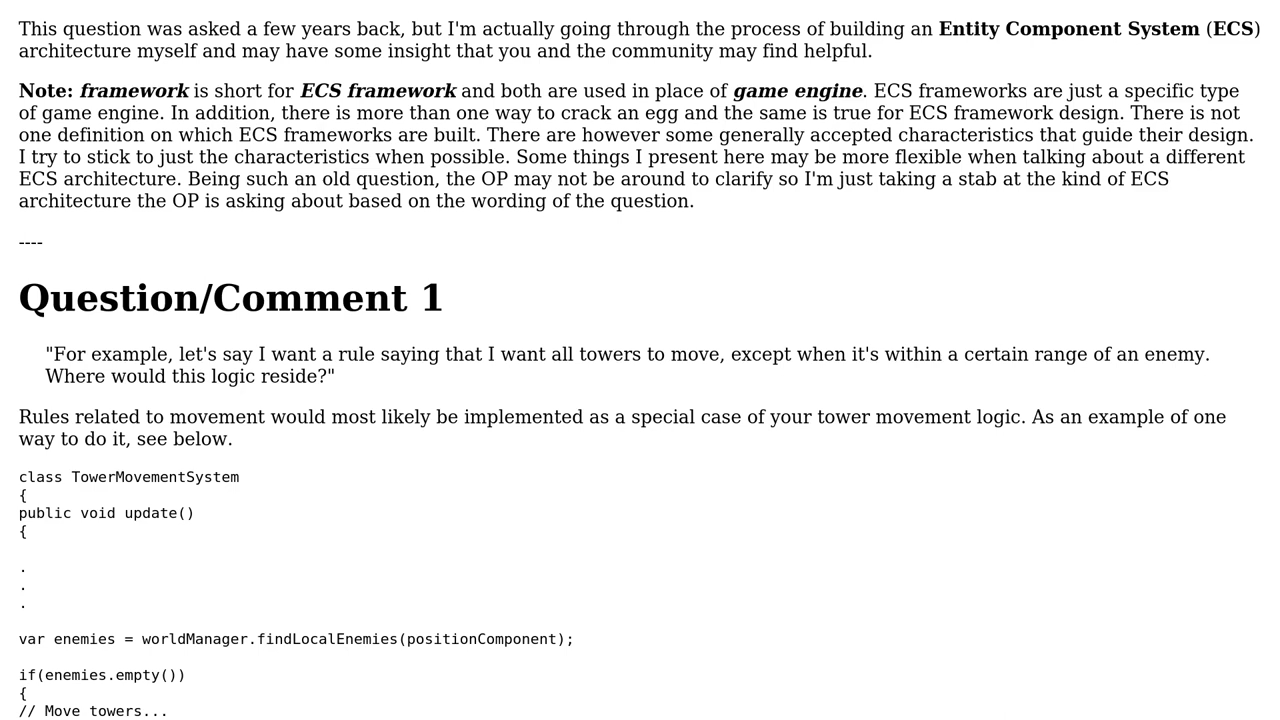 This question was asked a few years back, but I'm actually going through the process of building an Entity Component System (ECS)
architecture myself and may have some insight that you and the community may find helpful.
Note: framework is short for ECS framework and both are used in place of game engine. ECS frameworks are just a specific type
of game engine. In addition, there is more than one way to crack an egg and the same is true for ECS framework design. There is not
one definition on which ECS frameworks are built. There are however some generally accepted characteristics that guide their design.
I try to stick to just the characteristics when possible. Some things I present here may be more flexible when talking about a different
ECS architecture. Being such an old question, the OP may not be around to clarify so I'm just taking a stab at the kind of ECS
architecture the OP is asking about based on the wording of the question.
----
Question/Comment 1
"For example, let's say I want a rule saying that I want all towers to move, except when it's within a certain range of an enemy.
Where would this logic reside?"
Rules related to movement would most likely be implemented as a special case of your tower movement logic. As an example of one
way to do it, see below.
class TowerMovementSystem
{
public void update()
{
.
.
.
var enemies = worldManager.findLocalEnemies(positionComponent);
if(enemies.empty())
{
// Move towers...